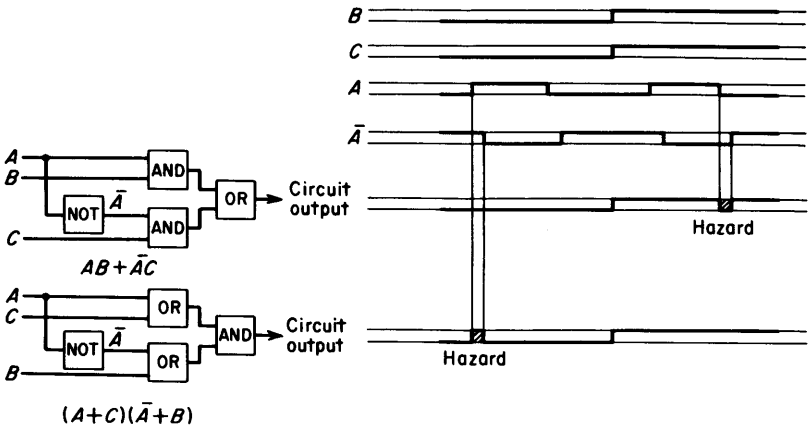 B
C
A
Ā
A
B
AND
NOT
Ā
AND
OR
Circuit
output
C
AB + ĀC
Hazard
A
C
OR
NOT
Ā
OR
AND
Circuit
output
B
Hazard
(A+C)(Ā+B)